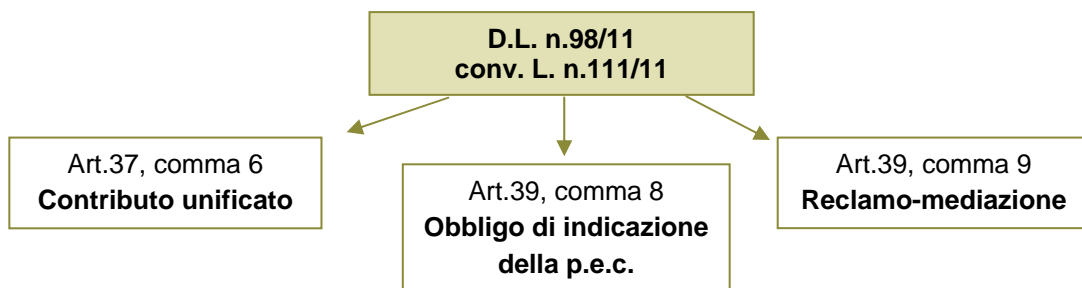 D.L. n.98/11
conv. L. n.111/11
Art.37, comma 6
Contributo unificato
Art.39, comma 8
Obbligo di indicazione
della p.e.c.
Art.39, comma 9
Reclamo-mediazione